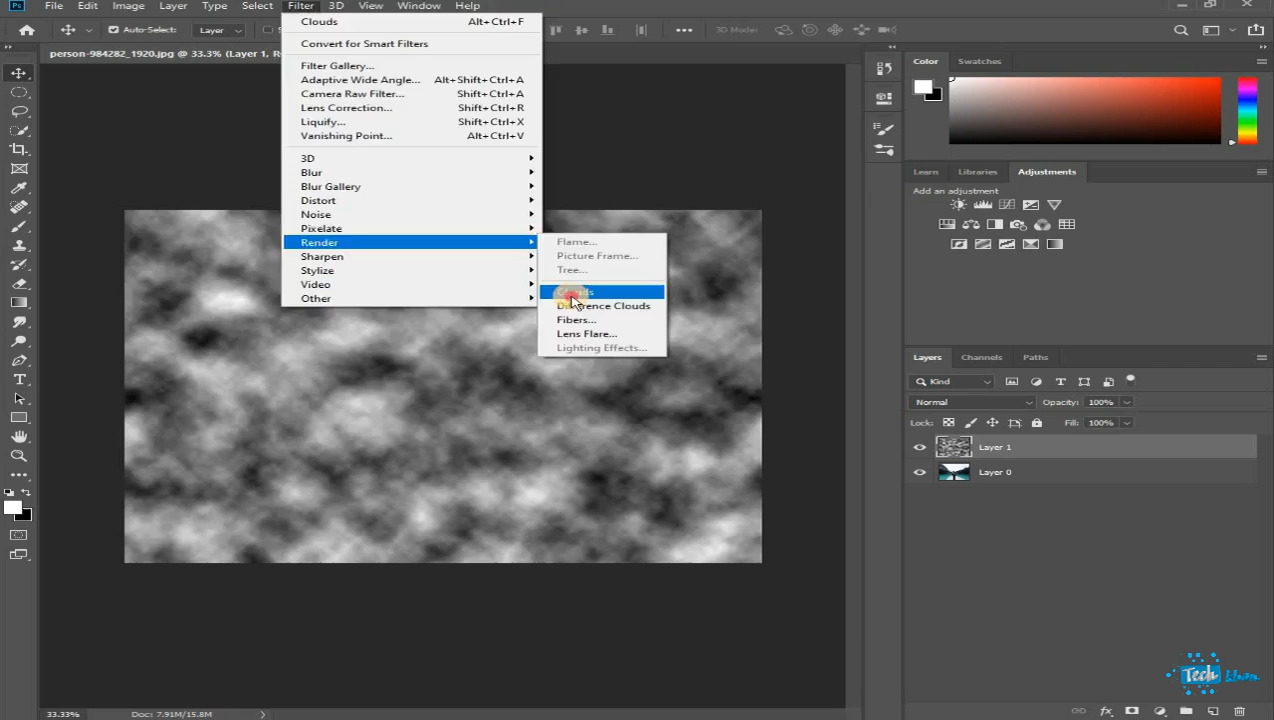 Ps File Edit Image Layer Type Select Filter 3D View Window Help
Auto-Select: Layer 3D Model
person-984282_1920.jpg @ 33.3% (Layer 1, R
Clouds Alt+Ctrl+F
Convert for Smart Filters
Filter Gallery...
Adaptive Wide Angle... Alt+Shift+Ctrl+A
Camera Raw Filter... Shift+Ctrl+A
Lens Correction... Shift+Ctrl+R
Liquify... Shift+Ctrl+X
Vanishing Point... Alt+Ctrl+V
3D
Blur
Blur Gallery
Distort
Noise
Pixelate
Render
Sharpen
Stylize
Video
Other
Flame...
Picture Frame...
Tree...
Clouds
Difference Clouds
Fibers...
Lens Flare...
Lighting Effects...
Color Swatches
Learn Libraries Adjustments
Add an adjustment
Layers Channels Paths
Kind
Normal Opacity: 100%
Lock: Fill: 100%
Layer 1
Layer 0
33.33% Doc: 7.91M/15.8M
Tech